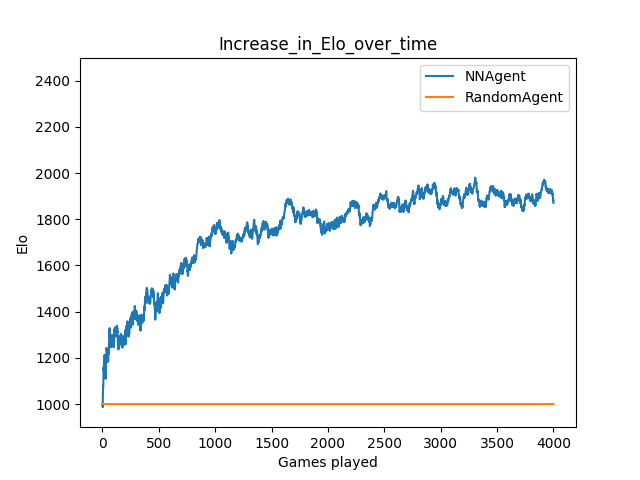 Increase_in_Elo_over_time
NNAgent
RandomAgent
2400
2200
2000
1800
1600
1400
1200
1000
Elo
0 500 1000 1500 2000 2500 3000 3500 4000
Games played